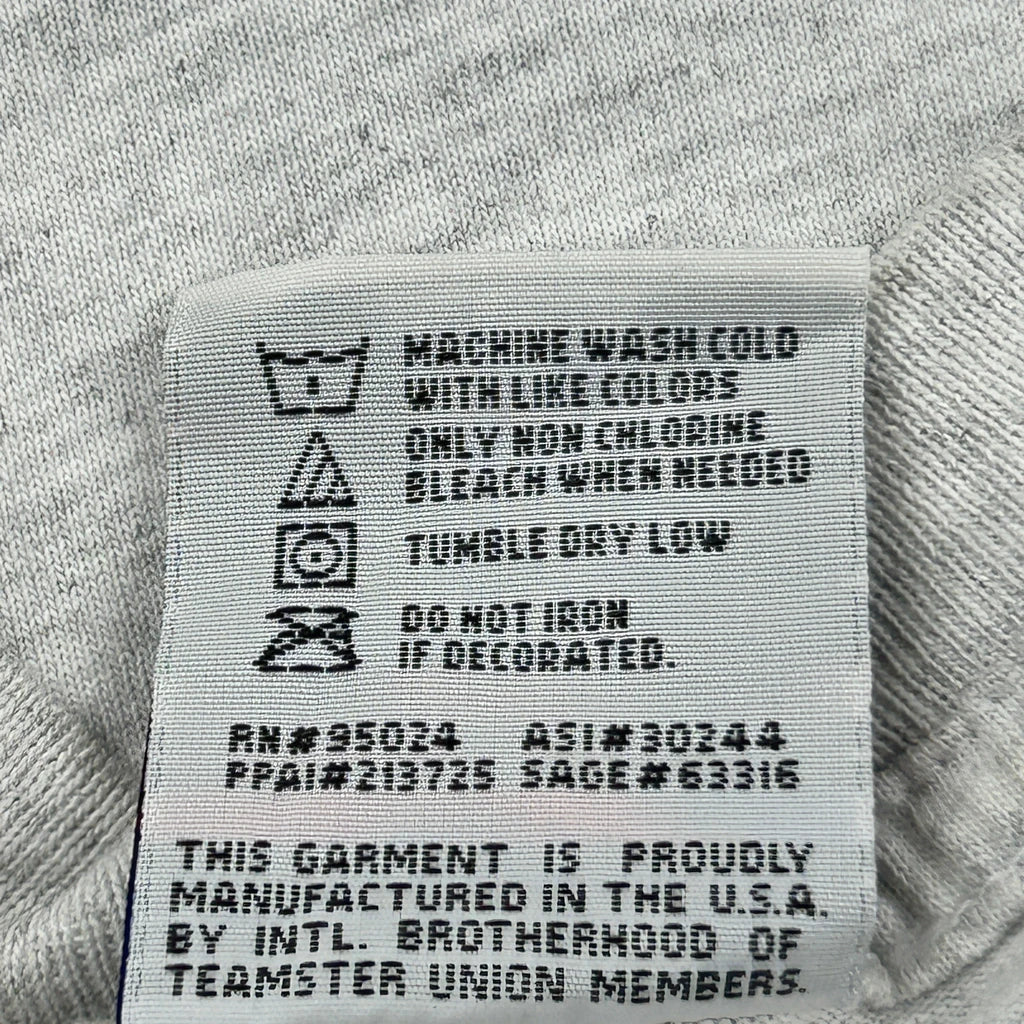 MACHINE WASH COLD
WITH LIKE COLORS
ONLY NON CHLORINE
BLEACH WHEN NEEDED
TUMBLE DRY LOW
DO NOT IRON
IF DECORATED.
RN#95024 ASI#30244
PPAI#213725 SAGE#63316
THIS GARMENT IS PROUDLY
MANUFACTURED IN THE U.S.A.
BY INTL. BROTHERHOOD OF
TEAMSTER UNION MEMBERS.